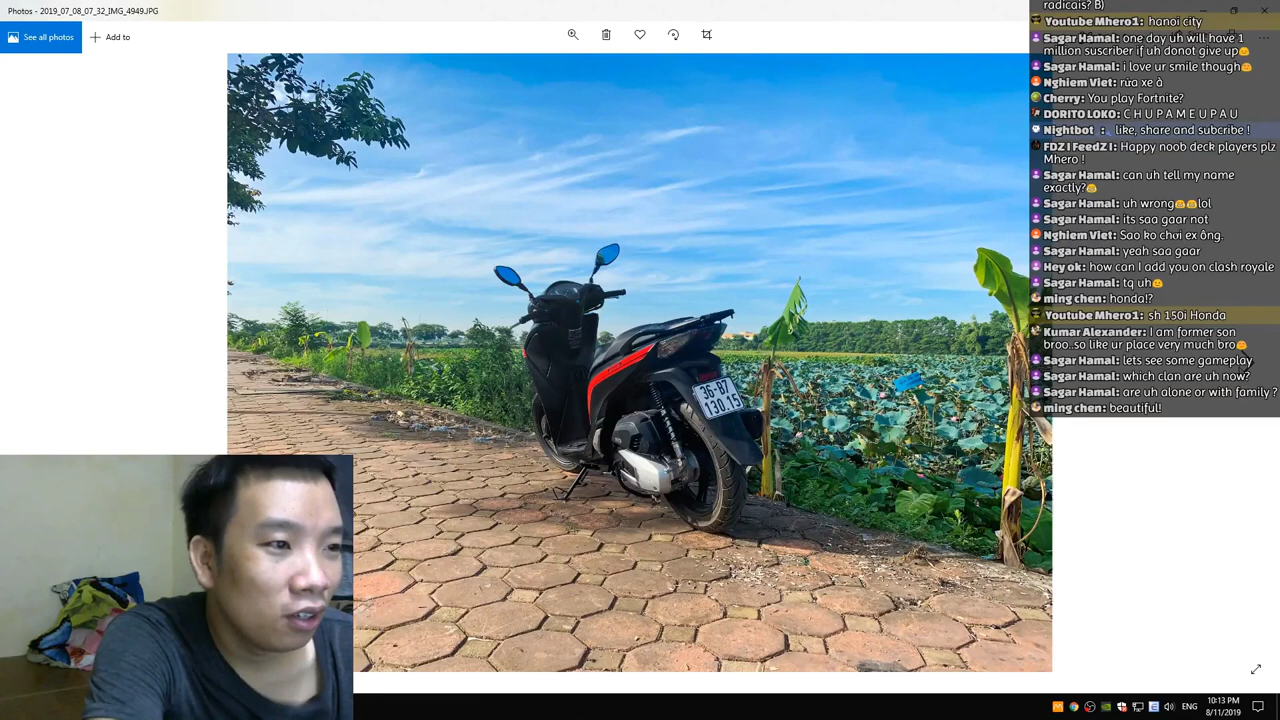 Photos - 2019_07_08_07_32_IMG_4949.JPG
See all photos
Add to
radicais? B)
Youtube Mhero1: hanoi city
Sagar Hamal: one day uh will have 1
million suscriber if uh donot give up
Sagar Hamal: i love ur smile though
Nghiem Viet: rửa xe à
Cherry: You play Fortnite?
DORITO LOKO: C H U P A M E U P A U
Nightbot : like, share and subcribe !
FDZ I FeedZ I: Happy noob deck players plz
Mhero !
Sagar Hamal: can uh tell my name
exactly?
Sagar Hamal: uh wrong lol
Sagar Hamal: its saa gaar not
Nghiem Viet: Sao ko chơi ex ông.
Sagar Hamal: yeah saa gaar
Hey ok: how can I add you on clash royale
Sagar Hamal: tq uh
ming chen: honda!?
Youtube Mhero1: sh 150i Honda
Kumar Alexander: I am former son
broo..so like ur place very much bro
Sagar Hamal: lets see some gameplay
Sagar Hamal: which clan are uh now?
Sagar Hamal: are uh alone or with family ?
ming chen: beautiful!
36-B7
130.15
ENG
10:13 PM
8/11/2019